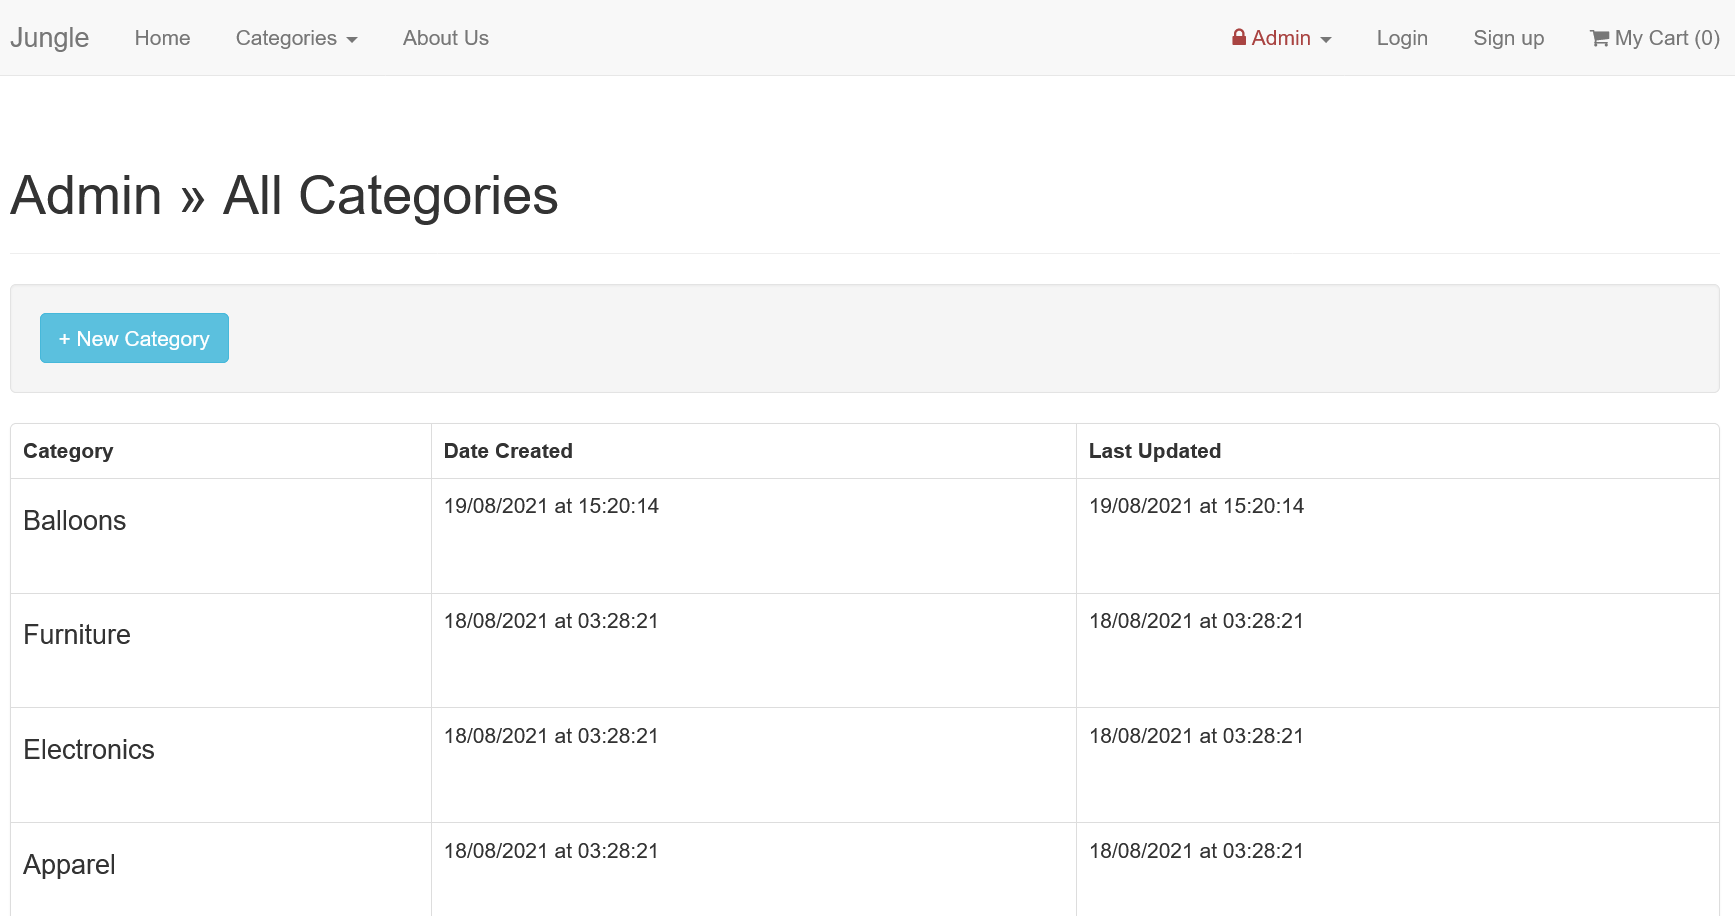 Jungle Home Categories About Us Admin Login Sign up My Cart (0)
Admin » All Categories
+ New Category
Category Date Created Last Updated
Balloons 19/08/2021 at 15:20:14 19/08/2021 at 15:20:14
Furniture 18/08/2021 at 03:28:21 18/08/2021 at 03:28:21
Electronics 18/08/2021 at 03:28:21 18/08/2021 at 03:28:21
Apparel 18/08/2021 at 03:28:21 18/08/2021 at 03:28:21